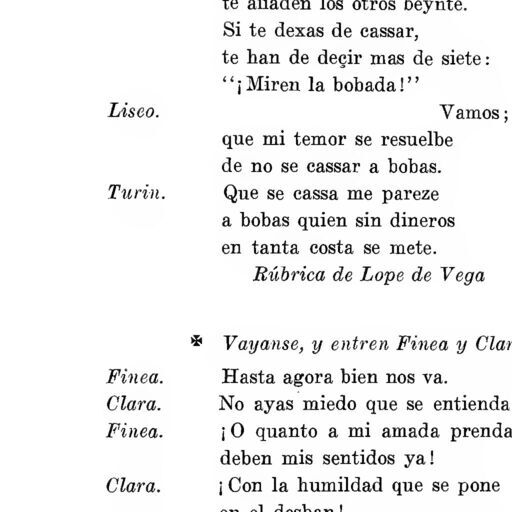 te añaden los otros beynte.
Si te dexas de cassar,
te han de deçir mas de siete:
“¡Miren la bobada!”
Liseo. Vamos;
que mi temor se resuelbe
de no se cassar a bobas.
Turin. Que se cassa me pareze
a bobas quien sin dineros
en tanta costa se mete.
Rúbrica de Lope de Vega
✠ Vayanse, y entren Finea y Clar
Finea. Hasta agora bien nos va.
Clara. No ayas miedo que se entienda
Finea. ¡O quanto a mi amada prenda
deben mis sentidos ya!
Clara. ¡Con la humildad que se pone
en el desban!